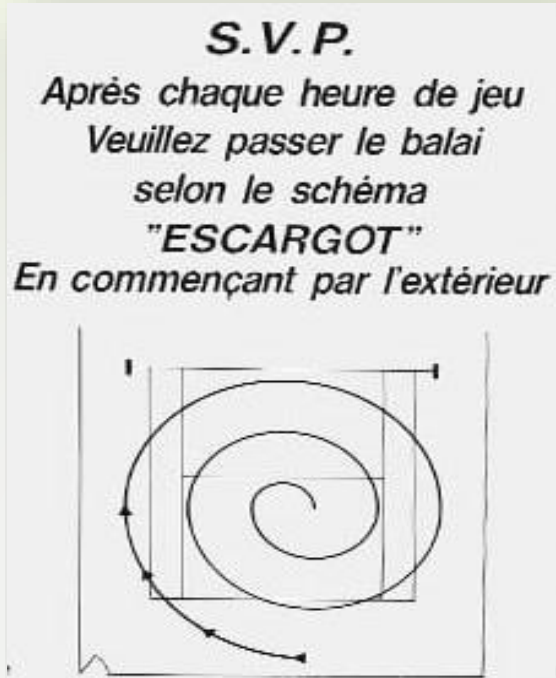 S.V.P.
Après chaque heure de jeu
Veuillez passer le balai
selon le schéma
"ESCARGOT"
En commençant par l'extérieur